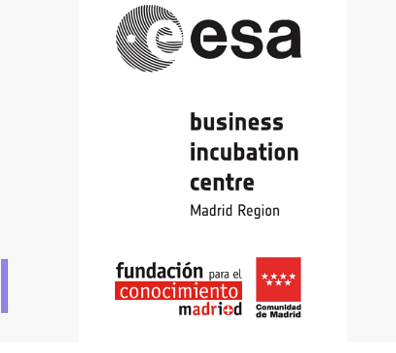 esa
business
incubation
centre
Madrid Region
fundación para el
conocimiento
madri+d
Comunidad
de Madrid